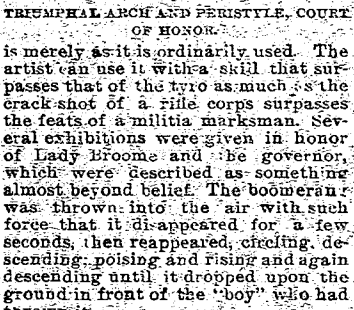 TRIUMPHAL ARCH AND PERISTYLE, COURT
OF HONOR.
is merely as it is ordinarily used. The
artist can use it with a skill that sur-
passes that of the tyro as much as the
crack shot of a rifle corps surpasses
the feats of a militia marksman. Sev-
eral exhibitions were given in honor
of Lady Broome and the governor,
which were described as something
almost beyond belief. The boomerang
was thrown into the air with such
force that it disappeared for a few
seconds, then reappeared, circling, de-
scending, poising and rising and again
descending until it dropped upon the
ground in front of the "boy" who had